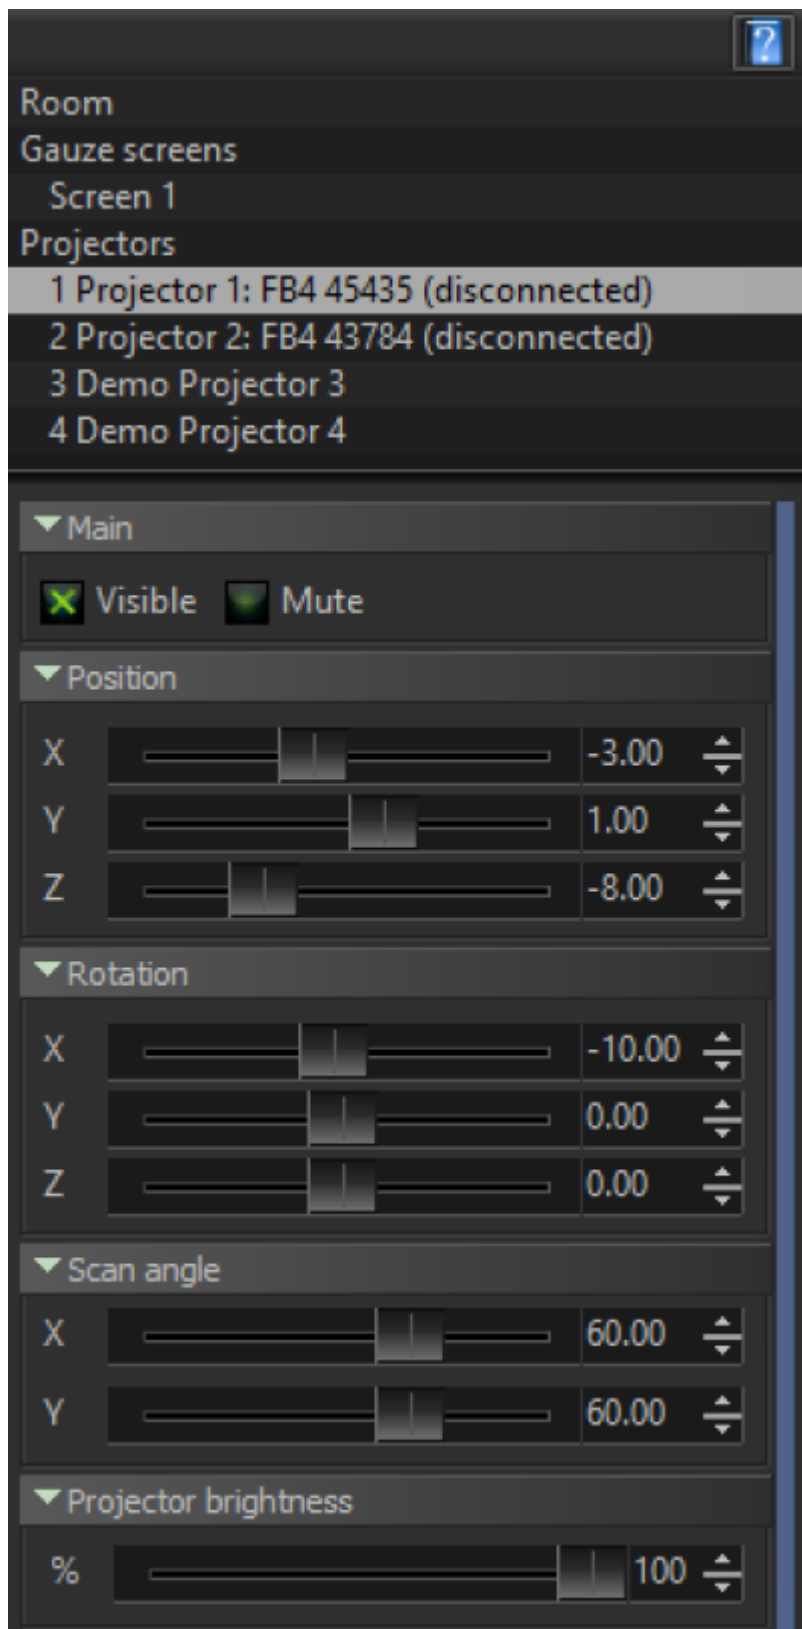 ?
Room
Gauze screens
Screen 1
Projectors
1 Projector 1: FB4 45435 (disconnected)
2 Projector 2: FB4 43784 (disconnected)
3 Demo Projector 3
4 Demo Projector 4
Main
Visible Mute
Position
X -3.00
Y 1.00
Z -8.00
Rotation
X -10.00
Y 0.00
Z 0.00
Scan angle
X 60.00
Y 60.00
Projector brightness
% 100